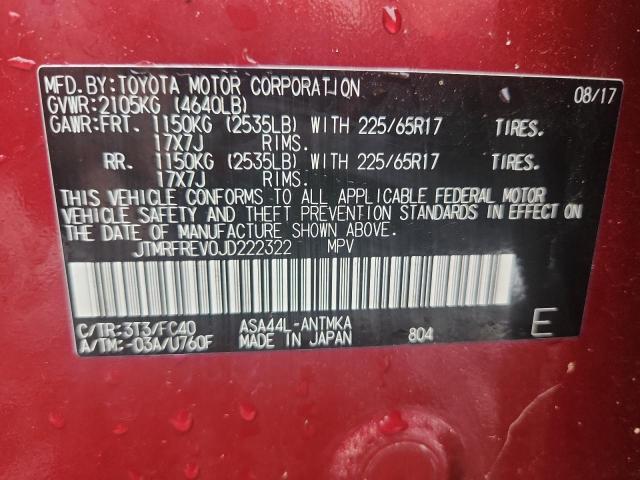 MFD.BY:TOYOTA MOTOR CORPORATION 08/17
GVWR:2105KG (4640LB)
GAWR:FRT. 1150KG (2535LB) WITH 225/65R17 TIRES.
17X7J RIMS.
RR. 1150KG (2535LB) WITH 225/65R17 TIRES.
17X7J RIMS.
THIS VEHICLE CONFORMS TO ALL APPLICABLE FEDERAL MOTOR
VEHICLE SAFETY AND THEFT PREVENTION STANDARDS IN EFFECT ON
THE DATE OF MANUFACTURE SHOWN ABOVE.
JTMRFREV0JD222322 MPV
C/TR:3T3/FC40 ASA44L-ANTMKA E
A/TM:-03A/U760F MADE IN JAPAN 804